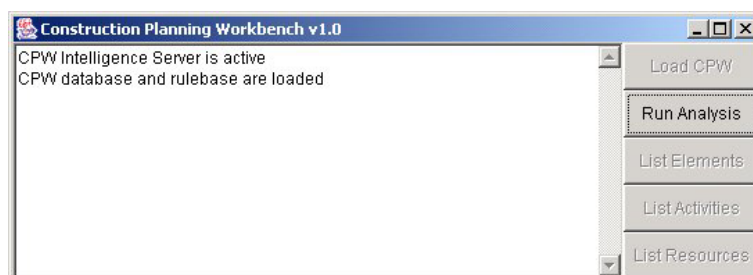 Construction Planning Workbench v1.0
CPW Intelligence Server is active
CPW database and rulebase are loaded
Load CPW
Run Analysis
List Elements
List Activities
List Resources